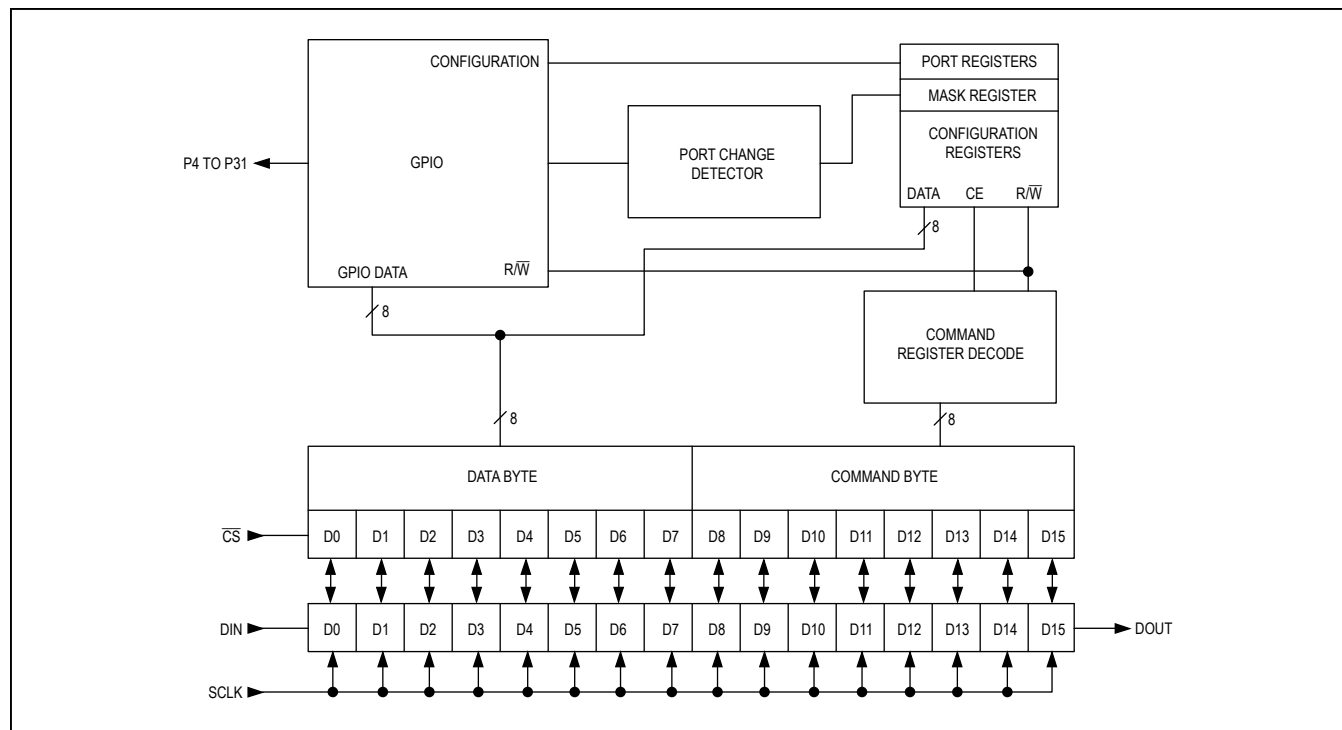 CONFIGURATION
PORT REGISTERS
MASK REGISTER
CONFIGURATION
REGISTERS
DATA CE R/W̅
P4 TO P31
GPIO
PORT CHANGE
DETECTOR
8
GPIO DATA
R/W̅
8
COMMAND
REGISTER DECODE
8
8
DATA BYTE
COMMAND BYTE
C̅S̅
D0 D1 D2 D3 D4 D5 D6 D7 D8 D9 D10 D11 D12 D13 D14 D15
DIN
D0 D1 D2 D3 D4 D5 D6 D7 D8 D9 D10 D11 D12 D13 D14 D15
DOUT
SCLK